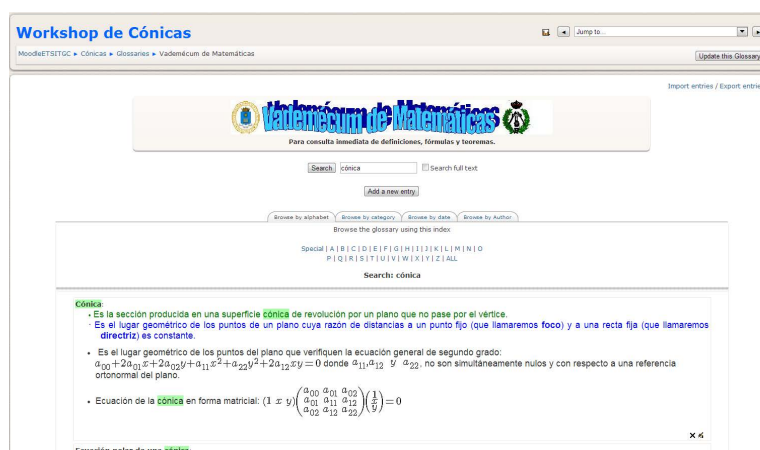 Workshop de Cónicas
Jump to...
MoodleETSITGC ► Cónicas ► Glossaries ► Vademécum de Matemáticas
Update this Glossary
Import entries / Export entrie
Vademécum de Matemáticas
Para consulta inmediata de definiciones, fórmulas y teoremas.
Search cónica Search full text
Add a new entry
Browse by alphabet Browse by category Browse by date Browse by Author
Browse the glossary using this index
Special | A | B | C | D | E | F | G | H | I | J | K | L | M | N | O
P | Q | R | S | T | U | V | W | X | Y | Z | ALL
Search: cónica
Cónica:
• Es la sección producida en una superficie cónica de revolución por un plano que no pase por el vértice.
· Es el lugar geométrico de los puntos de un plano cuya razón de distancias a un punto fijo (que llamaremos foco) y a una recta fija (que llamaremos
directriz) es constante.
• Es el lugar geométrico de los puntos del plano que verifiquen la ecuación general de segundo grado:
a₀₀+2a₀₁x+2a₀₂y+a₁₁x²+a₂₂y²+2a₁₂xy=0 donde a₁₁,a₁₂ y a₂₂, no son simultáneamente nulos y con respecto a una referencia
ortonormal del plano.
• Ecuación de la cónica en forma matricial: (1 x y)(a₀₀ a₀₁ a₀₂ / a₀₁ a₁₁ a₁₂ / a₀₂ a₁₂ a₂₂)(1 / x / y)=0